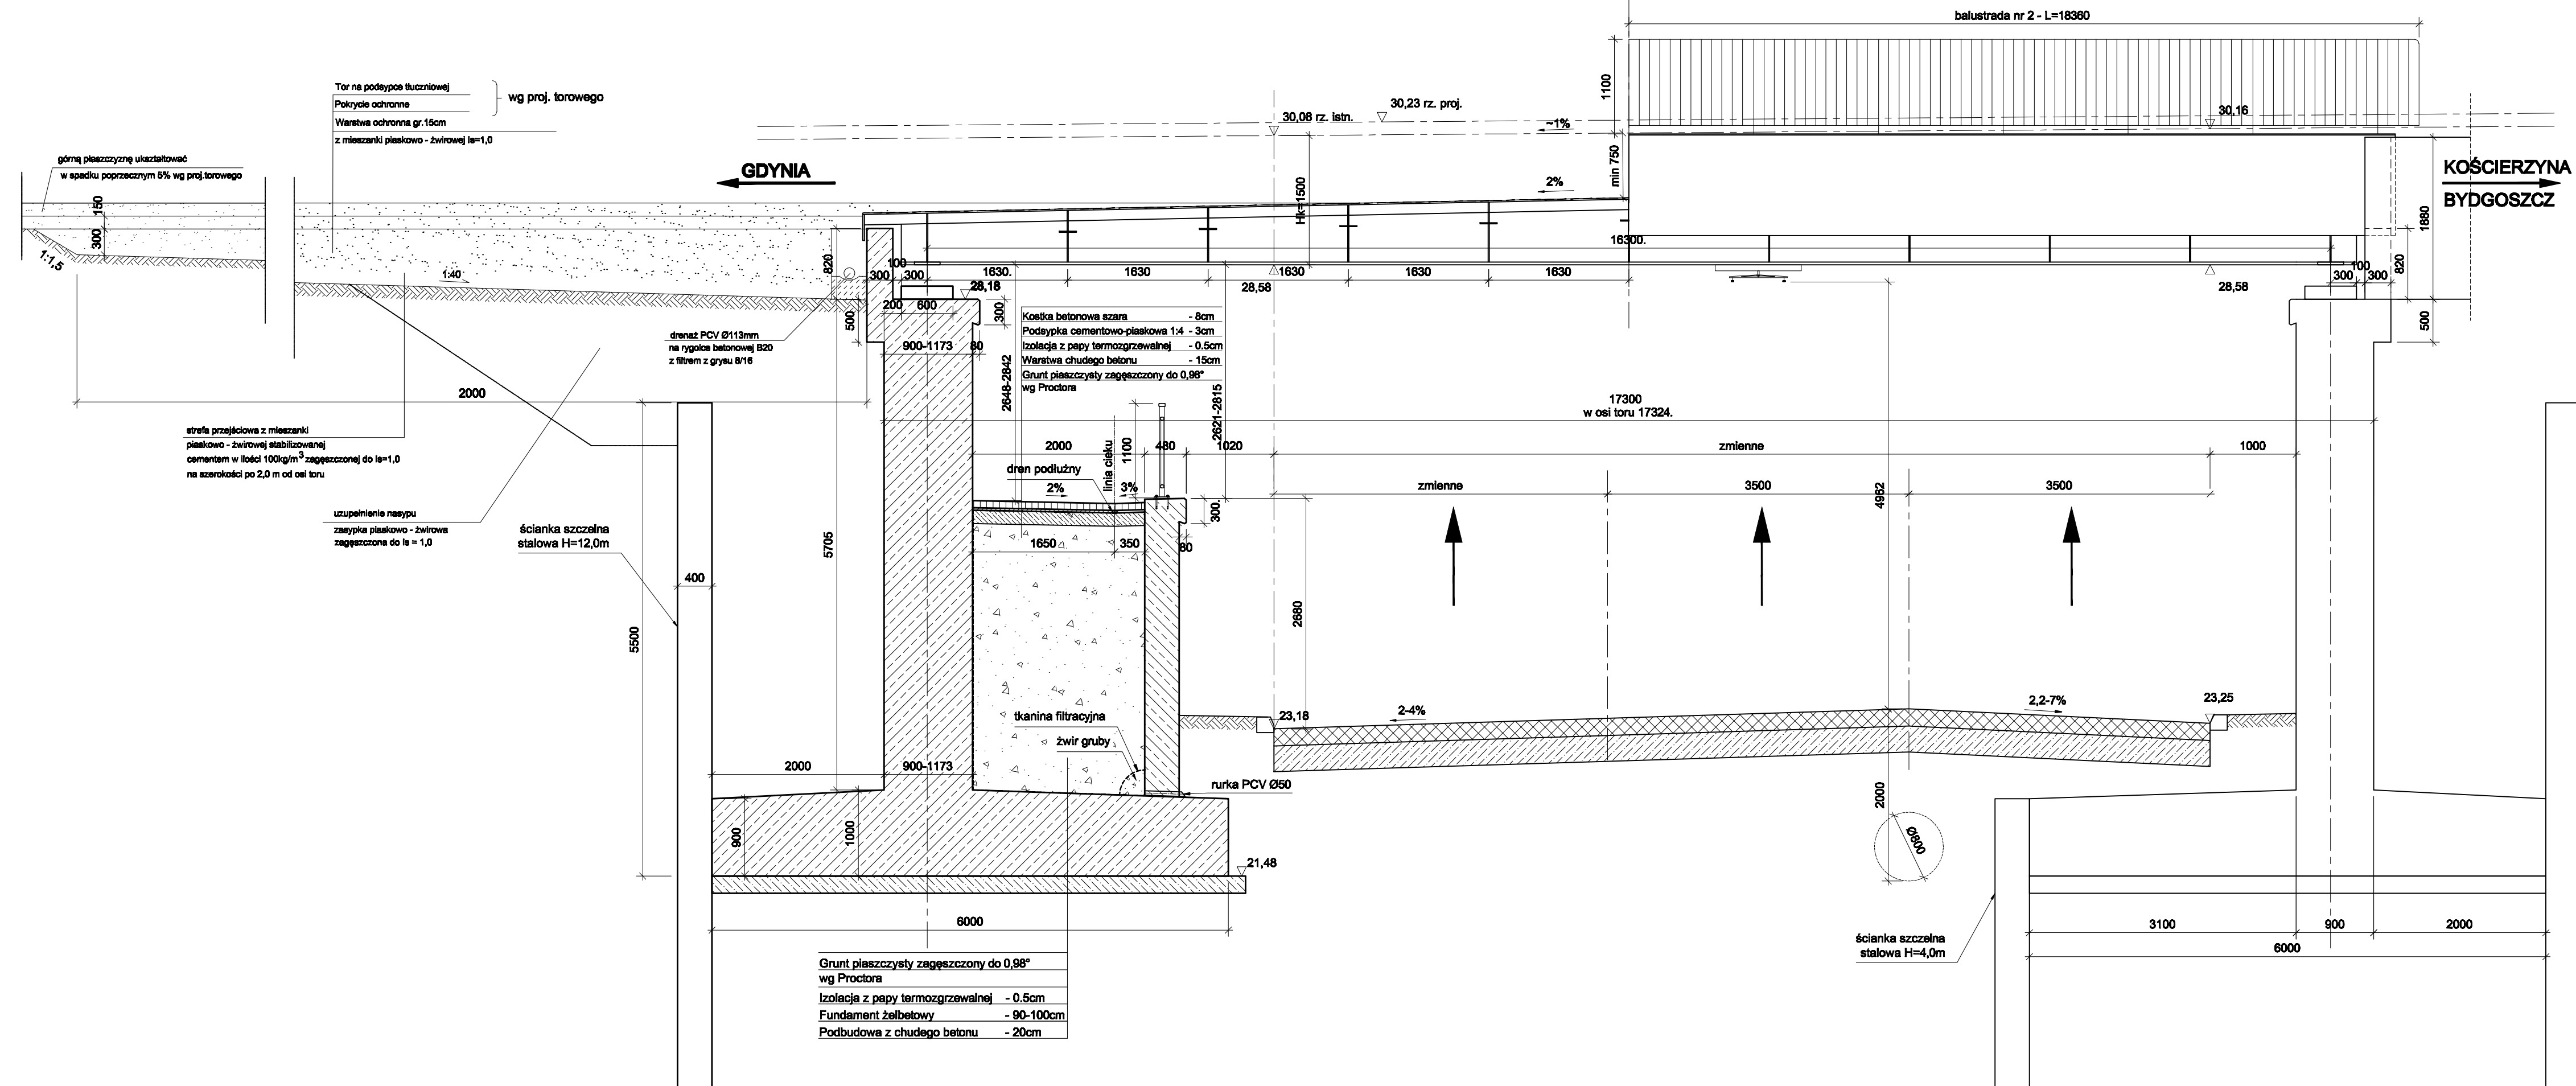 balustrada nr 2 - L=18360
1100
Tor na podsypce tłuczniowej
Pokrycie ochronne
wg proj. torowego
Warstwa ochronna gr.15cm
z mieszanki piaskowo - żwirowej Is=1,0
30,08 rz. istn.
30,23 rz. proj.
~1%
30,16
górną płaszczyznę ukształtować
w spadku poprzecznym 5% wg proj.torowego
GDYNIA
Hk=1500
2%
min 750
KOŚCIERZYNA
BYDGOSZCZ
1880
150
300
1:1,5
1:40
820
300
100
300
16300.
1630.
1630
1630
1630
1630
28,58
28,58
100
300
300
820
500
28,18
200
600
300
500
900-1173
80
drenaż PCV Ø113mm
na rygolce betonowej B20
z filtrem z grysu 8/16
Kostka betonowa szara - 8cm
Podsypka cementowo-piaskowa 1:4 - 3cm
Izolacja z papy termozgrzewalnej - 0.5cm
Warstwa chudego betonu - 15cm
Grunt piaszczysty zagęszczony do 0,98°
wg Proctora
2648-2842
2621-2815
2000
17300
w osi toru 17324.
strefa przejściowa z mieszanki
piaskowo - żwirowej stabilizowanej
cementem w ilości 100kg/m3 zagęszczonej do Is=1,0
na szerokości po 2,0 m od osi toru
2000
480
1020
zmienne
1000
1100
linia cieku
dren podłużny
2%
3%
zmienne
3500
3500
4962
300.
80
1650
350
uzupełnienie nasypu
zasypka piaskowo - żwirowa
zagęszczona do Is = 1,0
ścianka szczelna
stalowa H=12,0m
400
5705
5500
2680
tkanina filtracyjna
żwir gruby
23,18
2-4%
2,2-7%
23,25
2000
900-1173
rurka PCV Ø50
2000
900
1000
Ø800
21,48
6000
ścianka szczelna
stalowa H=4,0m
3100
900
2000
6000
Grunt piaszczysty zagęszczony do 0,98°
wg Proctora
Izolacja z papy termozgrzewalnej - 0.5cm
Fundament żelbetowy - 90-100cm
Podbudowa z chudego betonu - 20cm